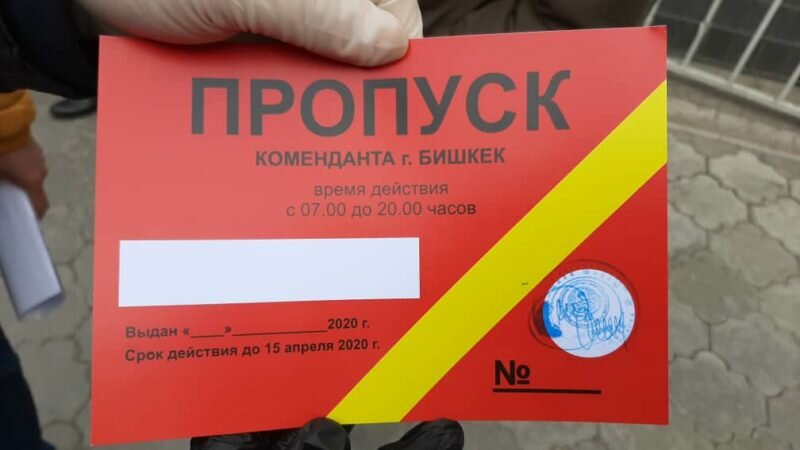 ПРОПУСК
КОМЕНДАНТА г. БИШКЕК
время действия
с 07.00 до 20.00 часов
Выдан «____»____________2020 г.
Срок действия до 15 апреля 2020 г.
№